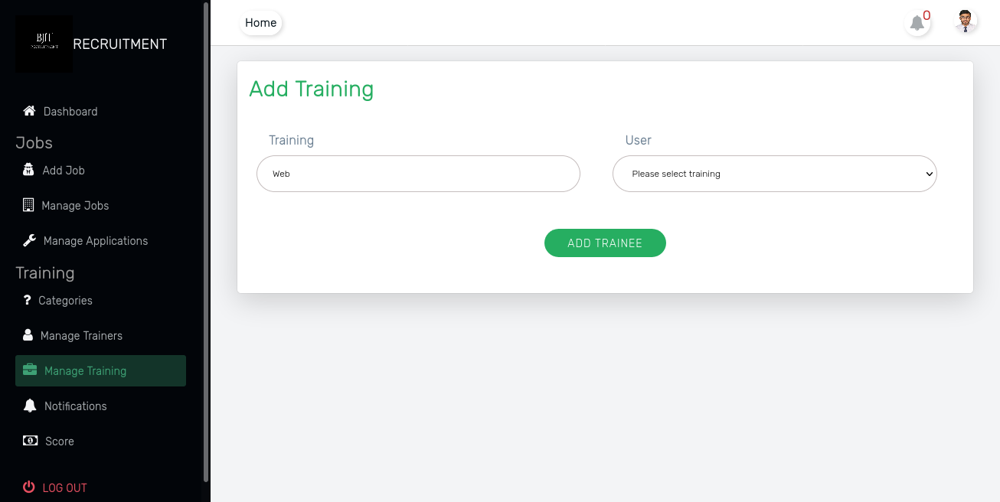 BJIT
RECRUITMENT
RECRUITMENT
Home
0
Dashboard
Jobs
Add Job
Manage Jobs
Manage Applications
Training
Categories
Manage Trainers
Manage Training
Notifications
Score
LOG OUT
Add Training
Training
User
Web
Please select training
ADD TRAINEE